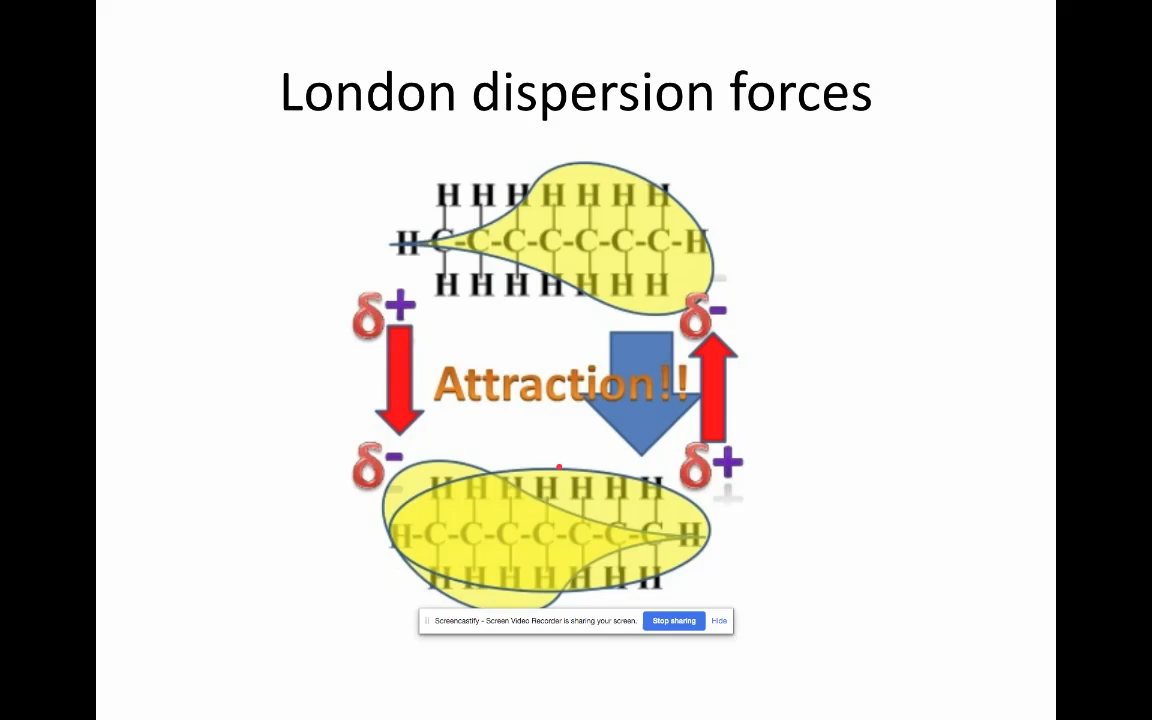 London dispersion forces
H H H H H H H
H C-C-C-C-C-C-C-H
H H H H H H H
δ+ δ-
Attraction!!
δ- δ+
H H H H H H H
H-C-C-C-C-C-C-C-H
H H H H H H H
Screencastify - Screen Video Recorder is sharing your screen. Stop sharing Hide